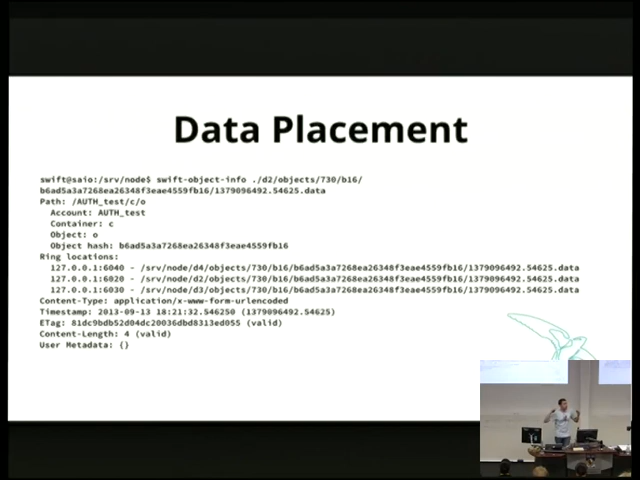 Data Placement
swift@saio:/srv/node$ swift-object-info ./d2/objects/730/b16/
b6ad5a3a7268ea26348f3eae4559fb16/1379096492.54625.data
Path: /AUTH_test/c/o
Account: AUTH_test
Container: c
Object: o
Object hash: b6ad5a3a7268ea26348f3eae4559fb16
Ring locations:
127.0.0.1:6040 - /srv/node/d4/objects/730/b16/b6ad5a3a7268ea26348f3eae4559fb16/1379096492.54625.data
127.0.0.1:6020 - /srv/node/d2/objects/730/b16/b6ad5a3a7268ea26348f3eae4559fb16/1379096492.54625.data
127.0.0.1:6030 - /srv/node/d3/objects/730/b16/b6ad5a3a7268ea26348f3eae4559fb16/1379096492.54625.data
Content-Type: application/x-www-form-urlencoded
Timestamp: 2013-09-13 18:21:32.546250 (1379096492.54625)
ETag: 81dc9bdb52d04dc20036dbd8313ed055 (valid)
Content-Length: 4 (valid)
User Metadata: {}